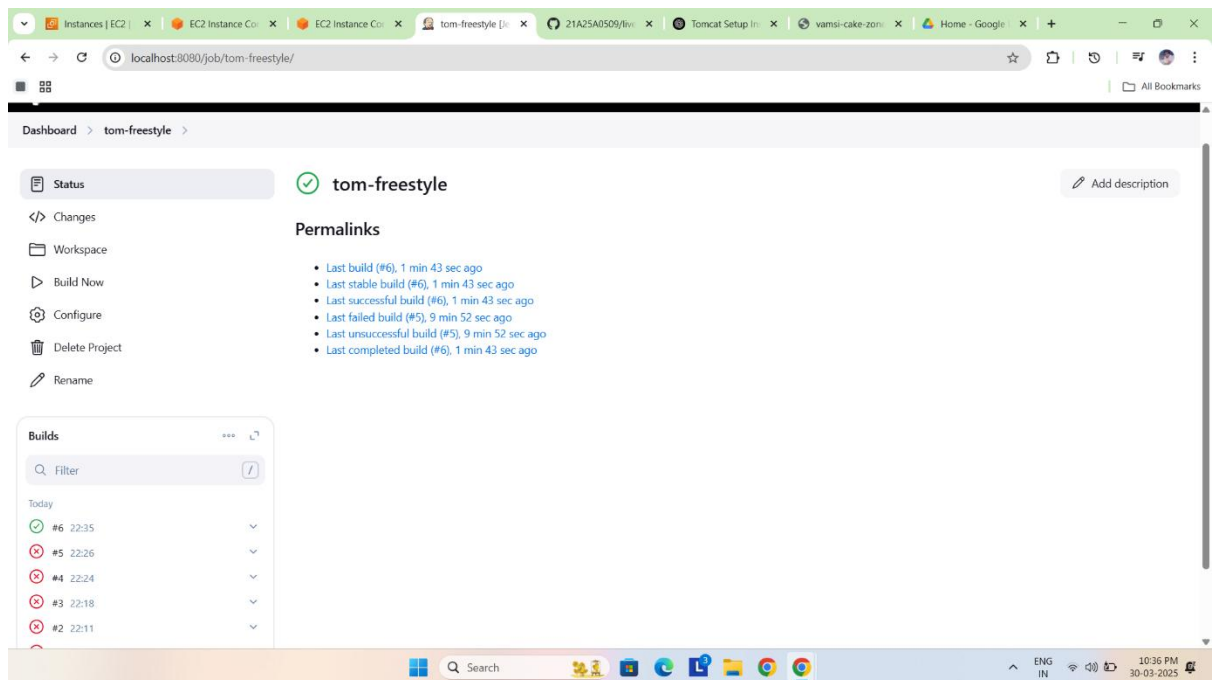 Instances | EC2 |
EC2 Instance Co
EC2 Instance Co
tom-freestyle [Je
21A25A0509/live
Tomcat Setup In
vamsi-cake-zone
Home - Google
localhost:8080/job/tom-freestyle/
All Bookmarks
Dashboard > tom-freestyle >
Status
Changes
Workspace
Build Now
Configure
Delete Project
Rename
tom-freestyle
Add description
Permalinks
Last build (#6), 1 min 43 sec ago
Last stable build (#6), 1 min 43 sec ago
Last successful build (#6), 1 min 43 sec ago
Last failed build (#5), 9 min 52 sec ago
Last unsuccessful build (#5), 9 min 52 sec ago
Last completed build (#6), 1 min 43 sec ago
Builds
Filter /
Today
#6 22:35
#5 22:26
#4 22:24
#3 22:18
#2 22:11
Search
3
ENG
IN
10:36 PM
30-03-2025